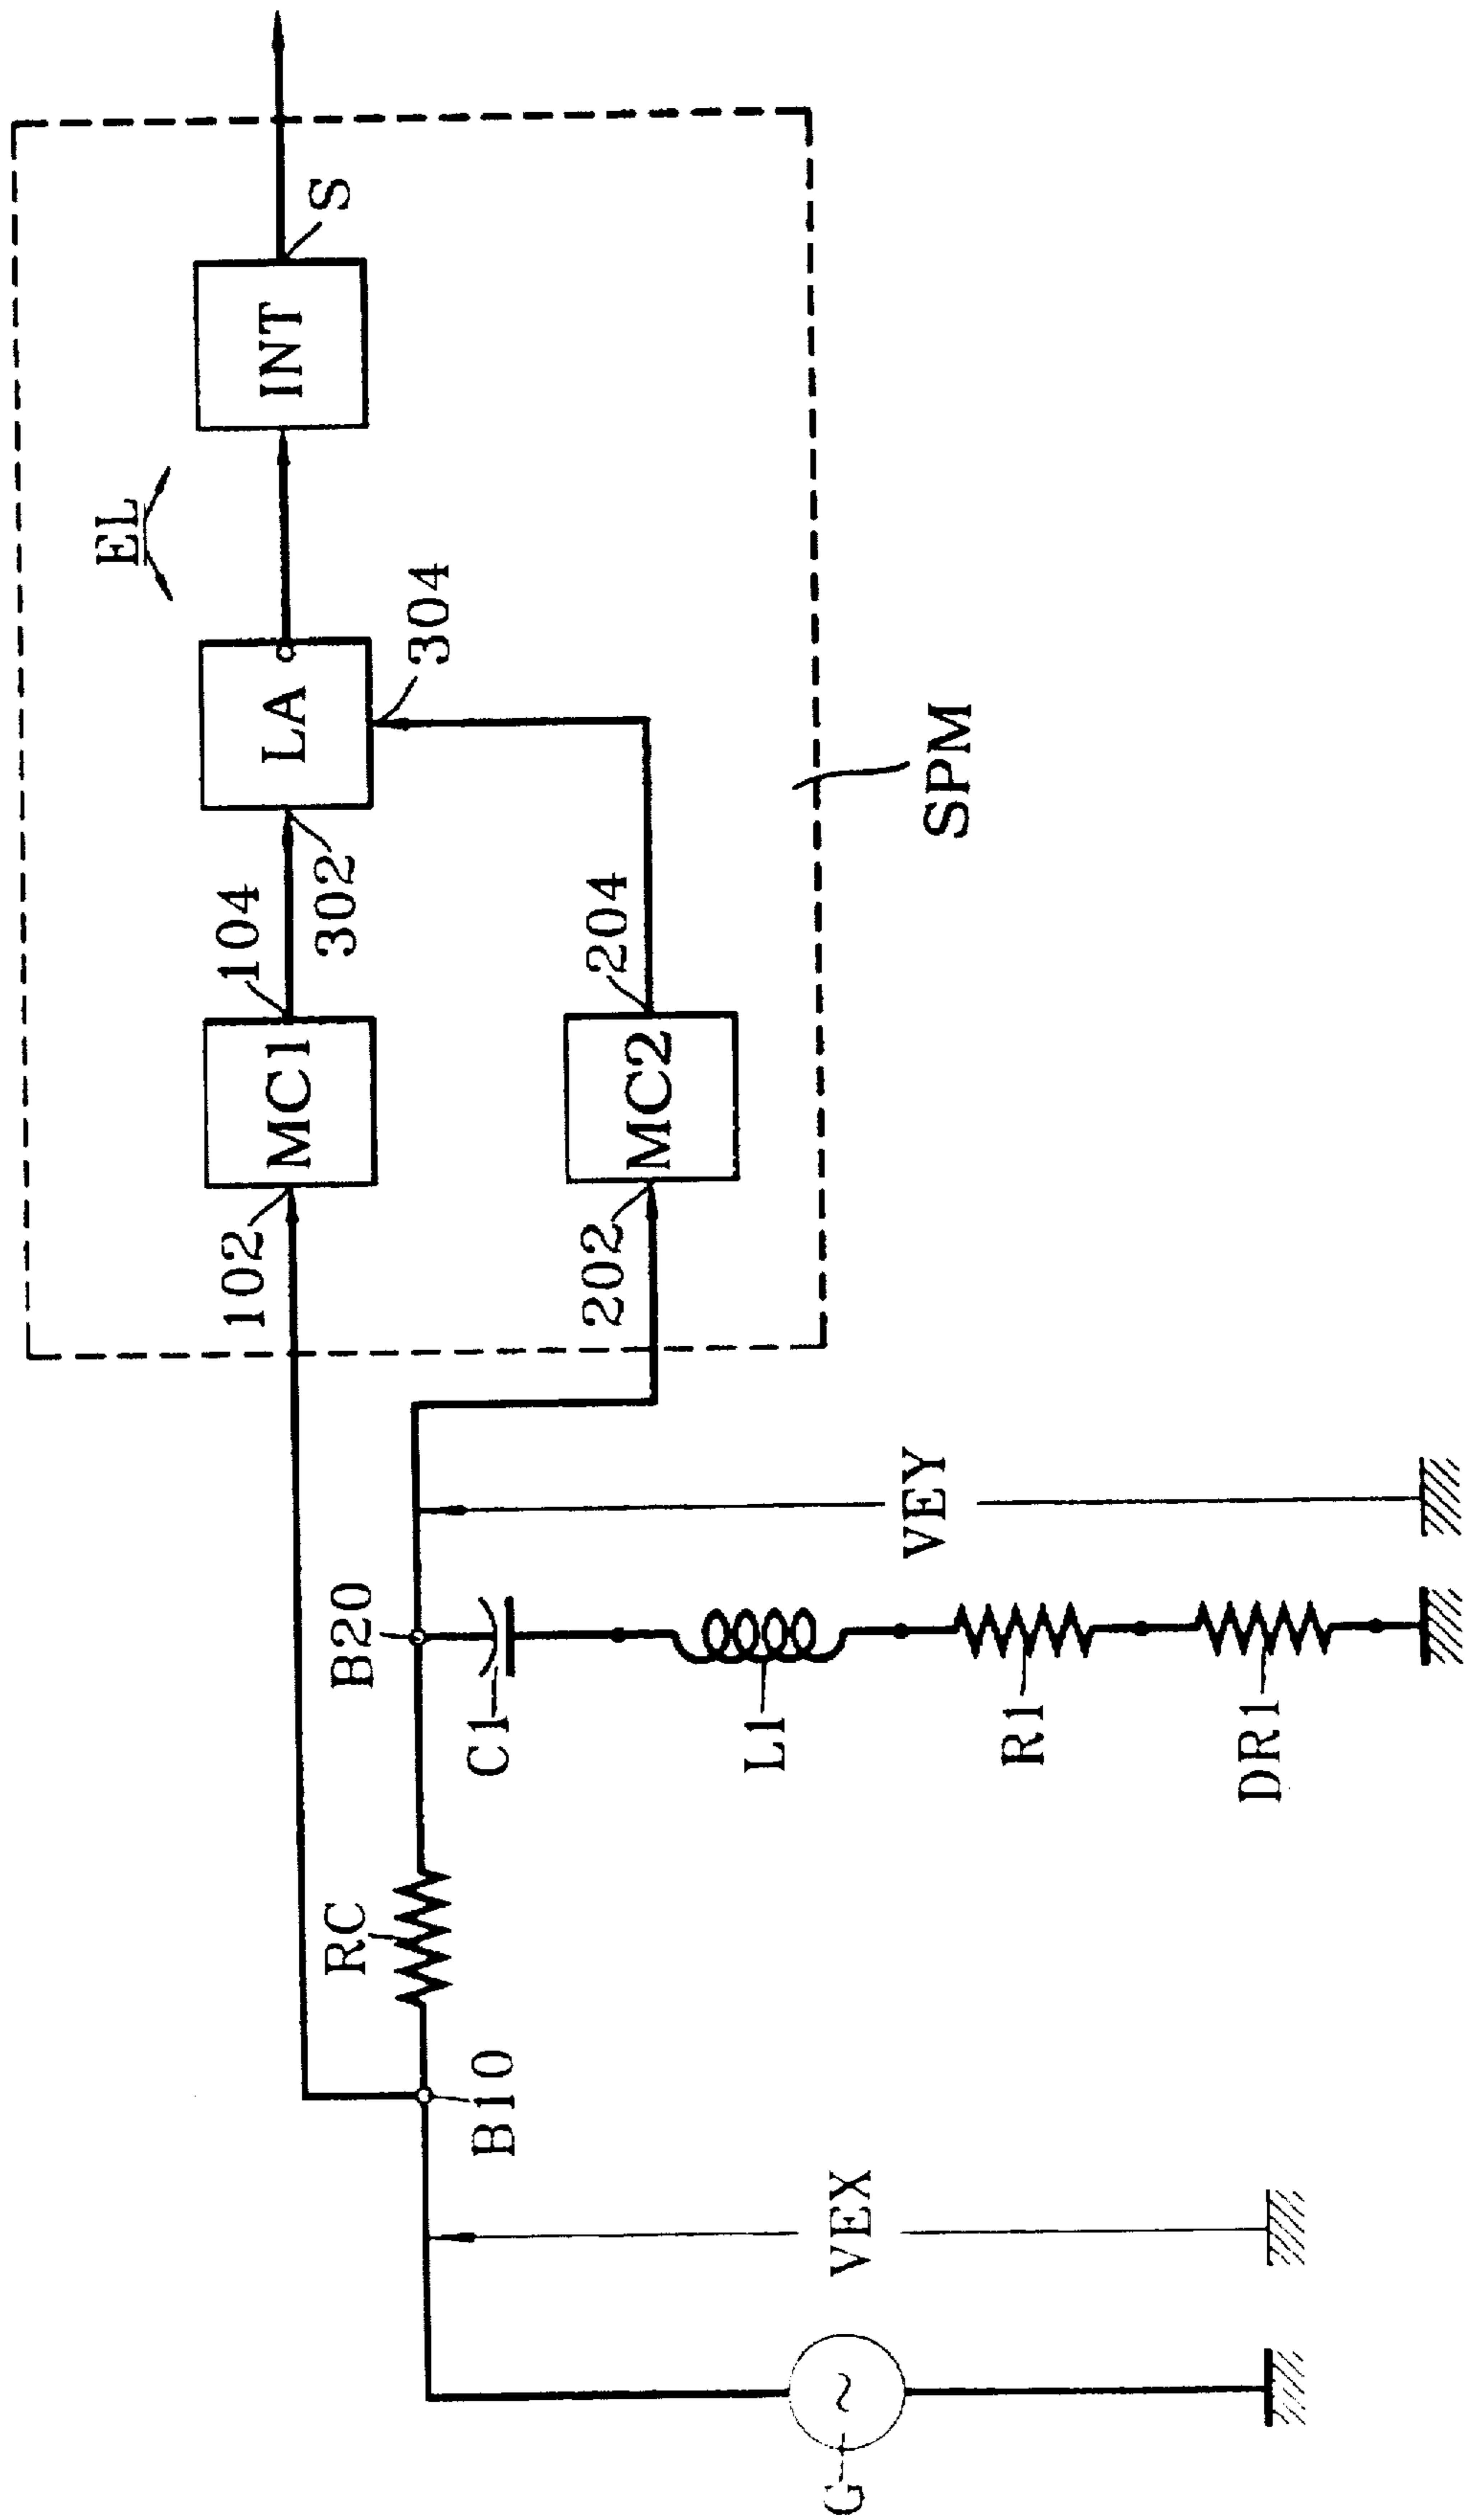 EL
S
INT
LA
304
104
302
MC1
102
204
MC2
202
SPM
B20
RC
B10
C1
L1
R1
DR1
VEY
VEX
G
~